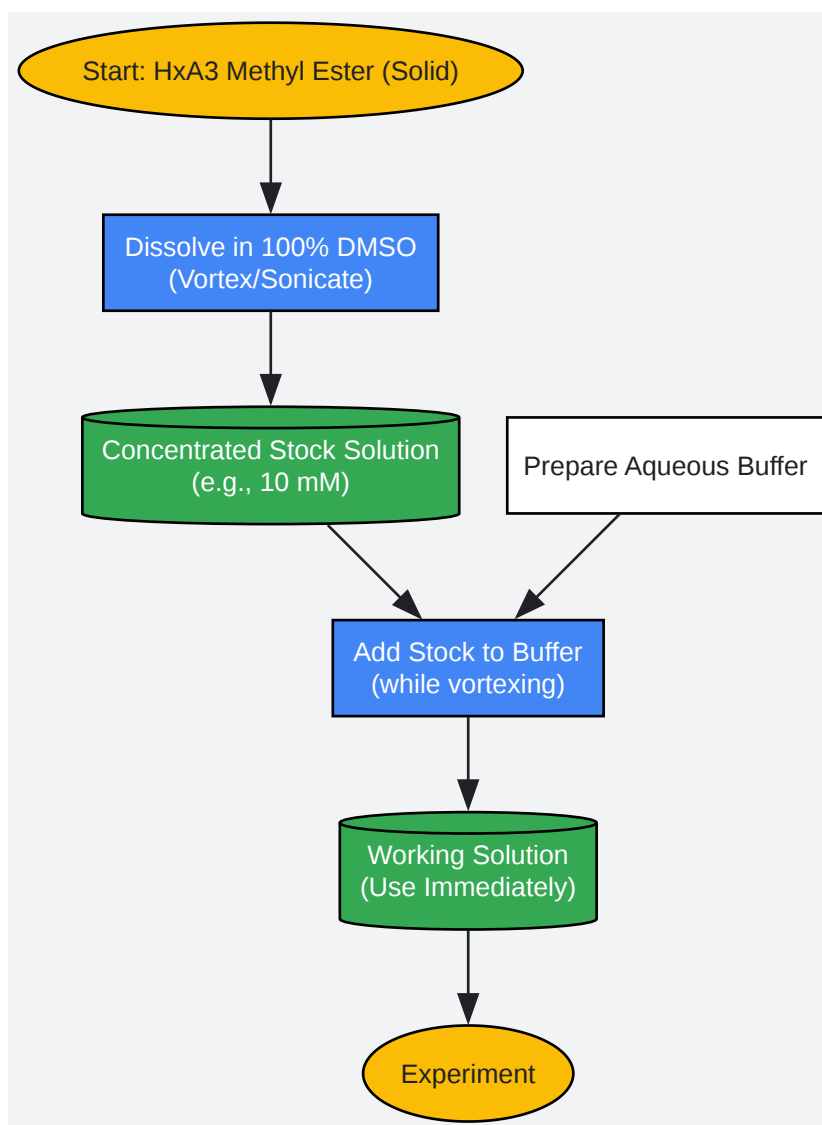 Start: HxA3 Methyl Ester (Solid)
Dissolve in 100% DMSO
(Vortex/Sonicate)
Concentrated Stock Solution
(e.g., 10 mM)
Prepare Aqueous Buffer
Add Stock to Buffer
(while vortexing)
Working Solution
(Use Immediately)
Experiment